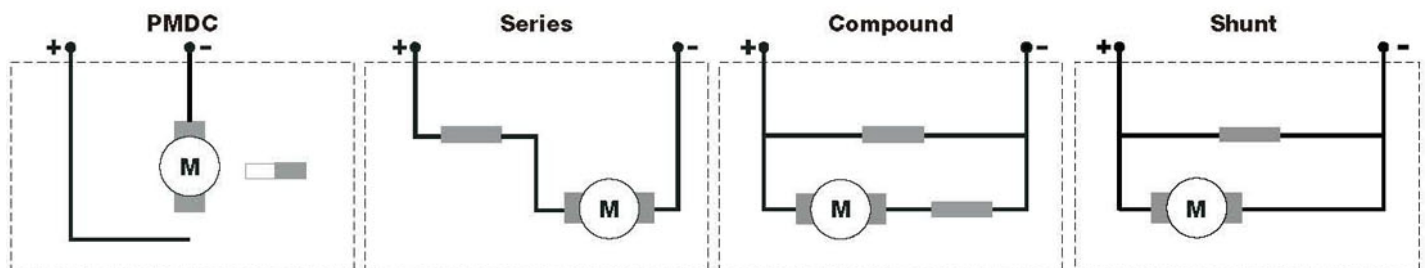 PMDC Series Compound Shunt
+ - + - + - + -
M M M M